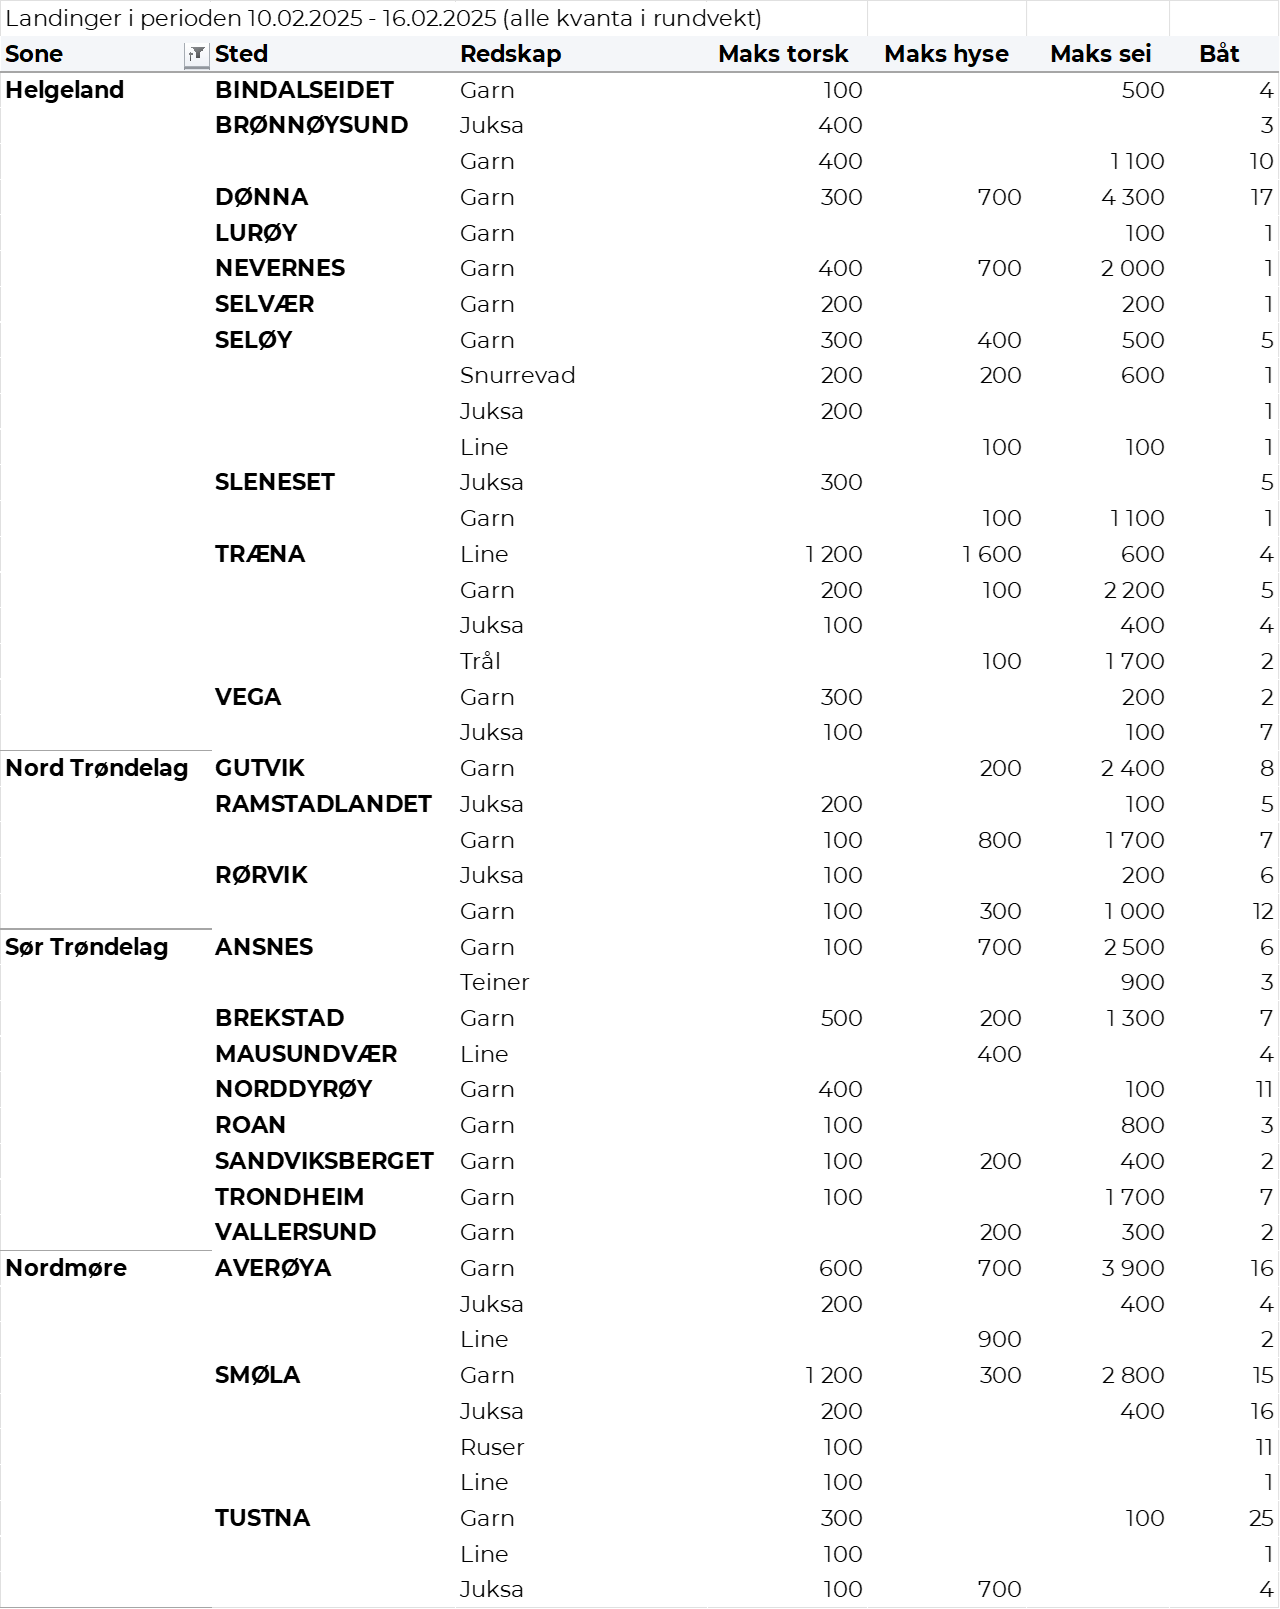 Landinger i perioden 10.02.2025 - 16.02.2025 (alle kvanta i rundvekt)
Sone Sted Redskap Maks torsk Maks hyse Maks sei Båt
Helgeland BINDALSEIDET Garn 100 500 4
BRØNNØYSUND Juksa 400 3
Garn 400 1 100 10
DØNNA Garn 300 700 4 300 17
LURØY Garn 100 1
NEVERNES Garn 400 700 2 000 1
SELVÆR Garn 200 200 1
SELØY Garn 300 400 500 5
Snurrevad 200 200 600 1
Juksa 200 1
Line 100 100 1
SLENESET Juksa 300 5
Garn 100 1 100 1
TRÆNA Line 1 200 1 600 600 4
Garn 200 100 2 200 5
Juksa 100 400 4
Trål 100 1 700 2
VEGA Garn 300 200 2
Juksa 100 100 7
Nord Trøndelag GUTVIK Garn 200 2 400 8
RAMSTADLANDET Juksa 200 100 5
Garn 100 800 1 700 7
RØRVIK Juksa 100 200 6
Garn 100 300 1 000 12
Sør Trøndelag ANSNES Garn 100 700 2 500 6
Teiner 900 3
BREKSTAD Garn 500 200 1 300 7
MAUSUNDVÆR Line 400 4
NORDDYRØY Garn 400 100 11
ROAN Garn 100 800 3
SANDVIKSBERGET Garn 100 200 400 2
TRONDHEIM Garn 100 1 700 7
VALLERSUND Garn 200 300 2
Nordmøre AVERØYA Garn 600 700 3 900 16
Juksa 200 400 4
Line 900 2
SMØLA Garn 1 200 300 2 800 15
Juksa 200 400 16
Ruser 100 11
Line 100 1
TUSTNA Garn 300 100 25
Line 100 1
Juksa 100 700 4